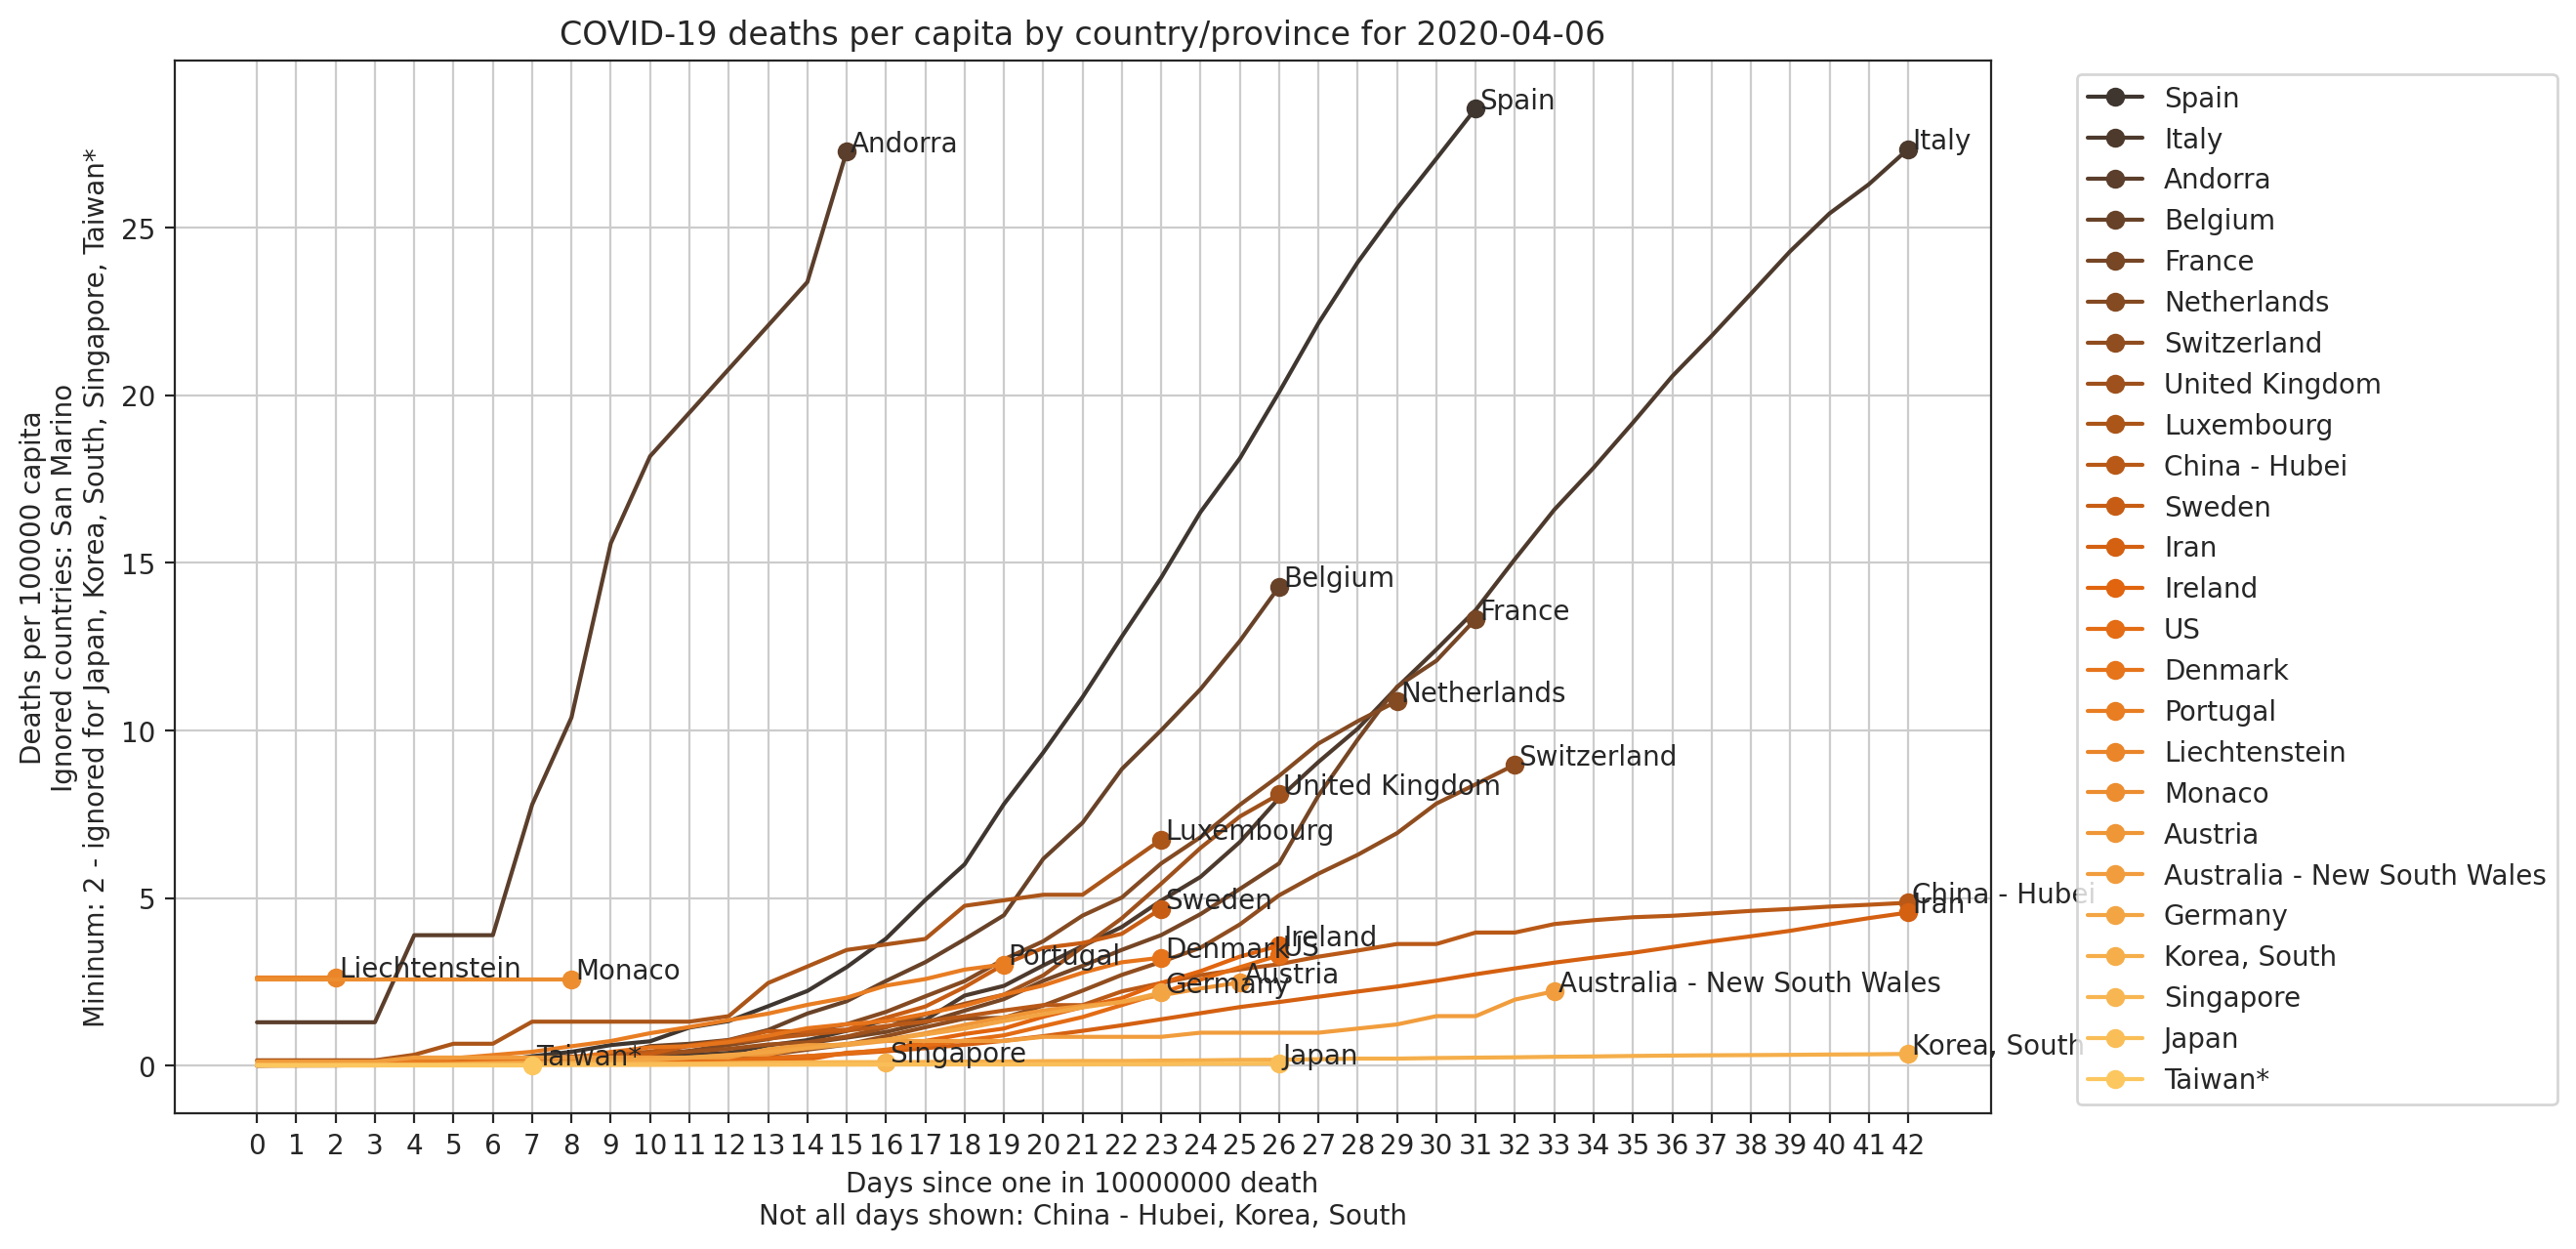 COVID-19 deaths per capita by country/province for 2020-04-06
Deaths per 100000 capita
Ignored countries: San Marino
Mininum: 2 - ignored for Japan, Korea, South, Singapore, Taiwan*
25
20
15
10
5
0
Spain
Italy
Andorra
Belgium
France
Netherlands
Switzerland
United Kingdom
Luxembourg
China - Hubei
Sweden
Iran
Ireland
US
Portugal
Denmark
Liechtenstein
Monaco
Austria
Germany
Australia - New South Wales
Taiwan*
Singapore
Japan
Korea, South
0 1 2 3 4 5 6 7 8 9 10 11 12 13 14 15 16 17 18 19 20 21 22 23 24 25 26 27 28 29 30 31 32 33 34 35 36 37 38 39 40 41 42
Days since one in 10000000 death
Not all days shown: China - Hubei, Korea, South
Spain
Italy
Andorra
Belgium
France
Netherlands
Switzerland
United Kingdom
Luxembourg
China - Hubei
Sweden
Iran
Ireland
US
Denmark
Portugal
Liechtenstein
Monaco
Austria
Australia - New South Wales
Germany
Korea, South
Singapore
Japan
Taiwan*